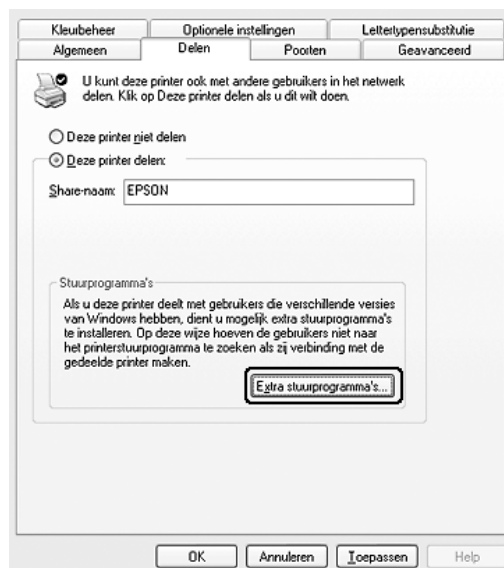 Kleurbeheer Optionele instellingen Lettertypensubstitutie
Algemeen Delen Poorten Geavanceerd
U kunt deze printer ook met andere gebruikers in het netwerk
delen. Klik op Deze printer delen als u dit wilt doen.
Deze printer niet delen
Deze printer delen:
Share-naam: EPSON
Stuurprogramma's
Als u deze printer deelt met gebruikers die verschillende versies
van Windows hebben, dient u mogelijk extra stuurprogramma's
te installeren. Op deze wijze hoeven de gebruikers niet naar
het printerstuurprogramma te zoeken als zij verbinding met de
gedeelde printer maken.
Extra stuurprogramma's...
OK Annuleren Toepassen Help